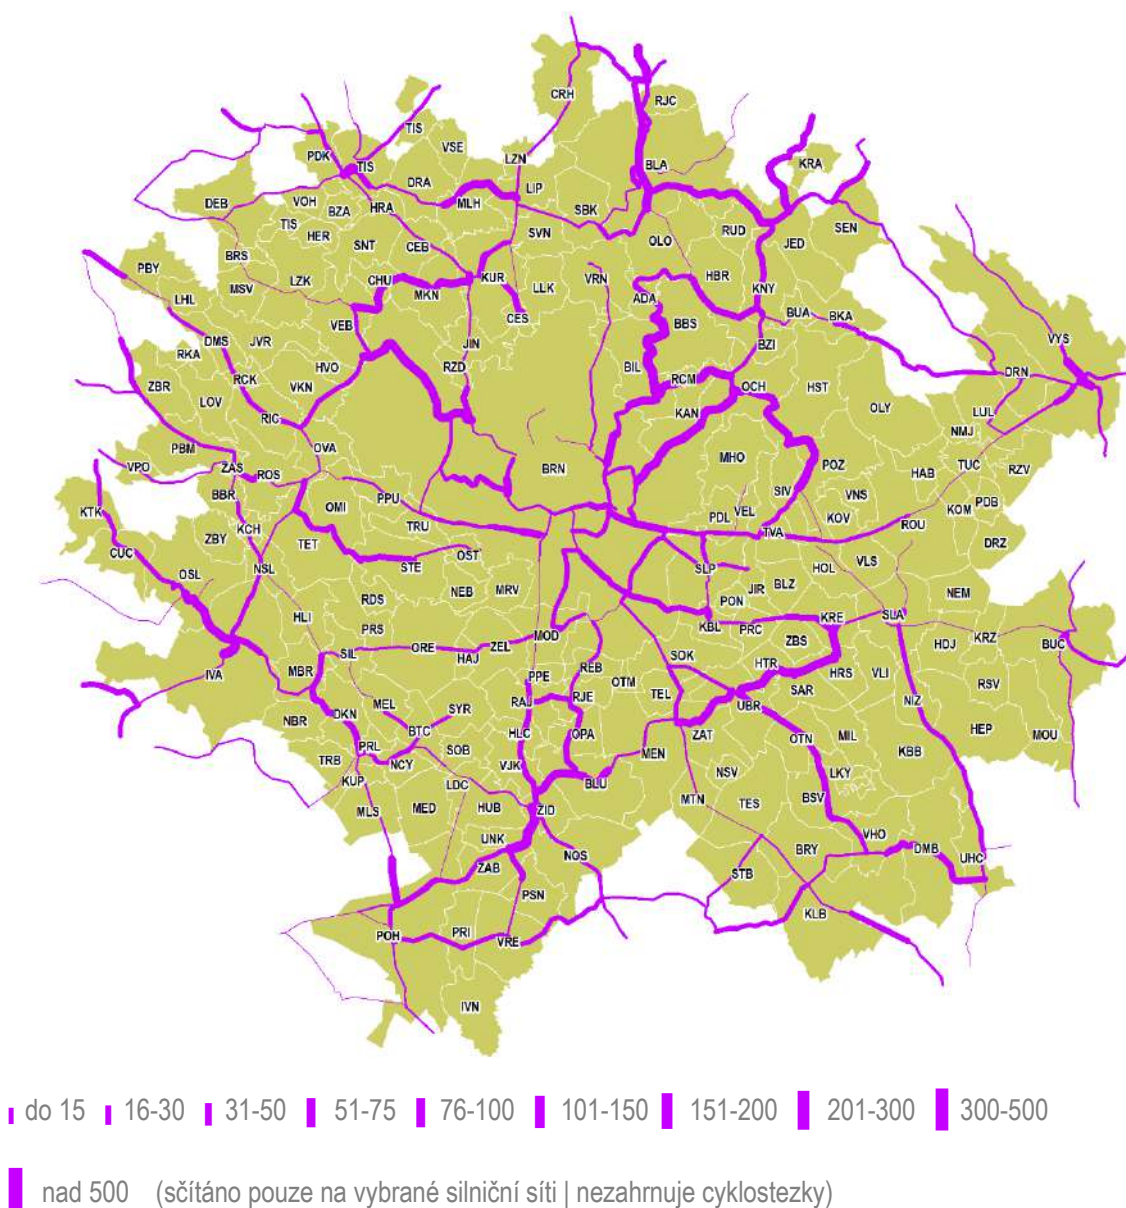 CRH
RJC
TIS
VSE
PDK
TIS
LZN
BLA
KRA
DRA
LIP
DEB
VOH
BZA
HRA
MLH
SBK
TIS
HER
SVN
OLO
RUD
JED
SEN
BRS
SNT
CEB
PBY
MSV
LZK
CHU
MKN
KUR
LLK
VRN
HBR
KNY
LHL
ADA
CES
BBS
BUA
BKA
VEB
DMS
JVR
JIN
BZI
VYS
RKA
HVO
RZD
BIL
RCM
DRN
ZBR
RCK
VKN
OCH
HST
LOV
KAN
OLY
LUL
RIC
NMJ
PBM
OVA
VPO
ZAS
ROS
BRN
MHO
POZ
TUC
RZV
HAB
BBR
PPU
SIV
VNS
PDB
KTK
OMI
VEL
KOM
PDL
KOV
ROU
KCH
TRU
TVA
ZBY
TET
DRZ
CUC
OST
STE
SLP
HOL
VLS
OSL
NSL
BLZ
NEB
MRV
JIR
NEM
RDS
PON
HLI
KRE
SLA
PRS
KBL
PRC
MOD
ZBS
HDJ
KRZ
BUC
SIL
ORE
ZEL
HAJ
SOK
HTR
IVA
MBR
PPE
REB
HRS
VLI
OTM
RSV
TEL
SAR
RAJ
RJE
UBR
NIZ
MEL
SYR
NBR
DKN
BTC
HLC
OPA
ZAT
OTN
MIL
HEP
MOU
PRL
SOB
MEN
KBB
TRB
NCY
VJK
NSV
LKY
KUP
LDC
BLU
BSV
MTN
TES
MLS
MED
HUB
ZID
VHO
UNK
BRY
DMB
NOS
UHC
ZAB
STB
PSN
KLB
POH
PRI
VRE
IVN
do 15 16-30 31-50 51-75 76-100 101-150 151-200 201-300 300-500
nad 500 (sčítáno pouze na vybrané silniční síti | nezahrnuje cyklostezky)